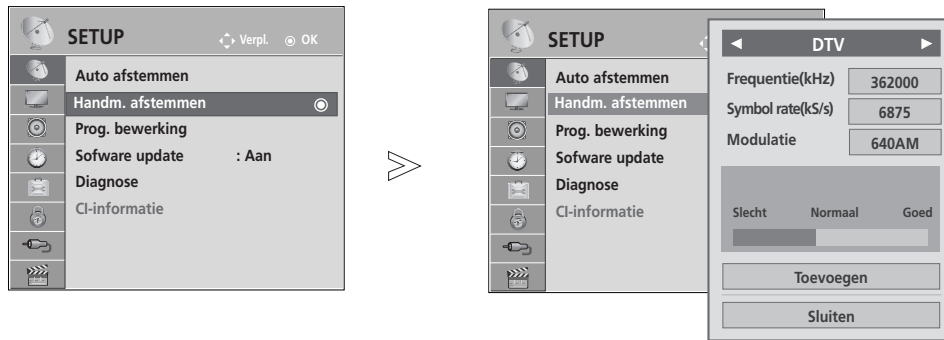 SETUP
Verpl. OK
Auto afstemmen
Handm. afstemmen
Prog. bewerking
Sofware update : Aan
Diagnose
CI-informatie
SETUP
Auto afstemmen
Handm. afstemmen
Prog. bewerking
Sofware update
Diagnose
CI-informatie
◄ DTV ►
Frequentie(kHz) 362000
Symbol rate(kS/s) 6875
Modulatie 640AM
Slecht Normaal Goed
Toevoegen
Sluiten